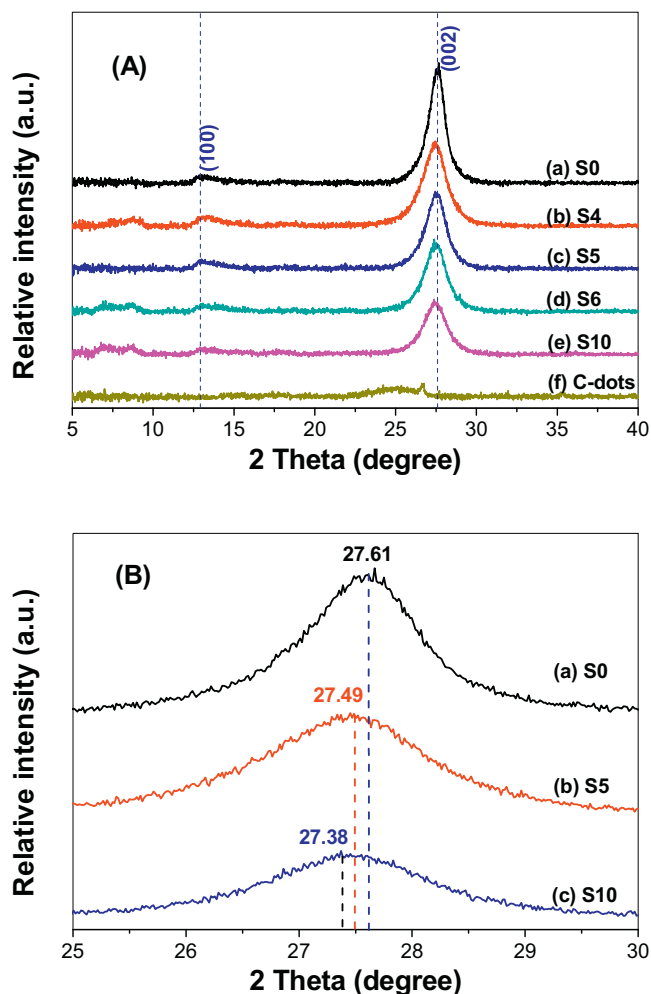 (A)
(002)
(100)
(a) S0
(b) S4
(c) S5
(d) S6
(e) S10
(f) C-dots
Relative intensity (a.u.)
5 10 15 20 25 30 35 40
2 Theta (degree)
(B)
27.61
(a) S0
27.49
(b) S5
27.38
(c) S10
Relative intensity (a.u.)
25 26 27 28 29 30
2 Theta (degree)